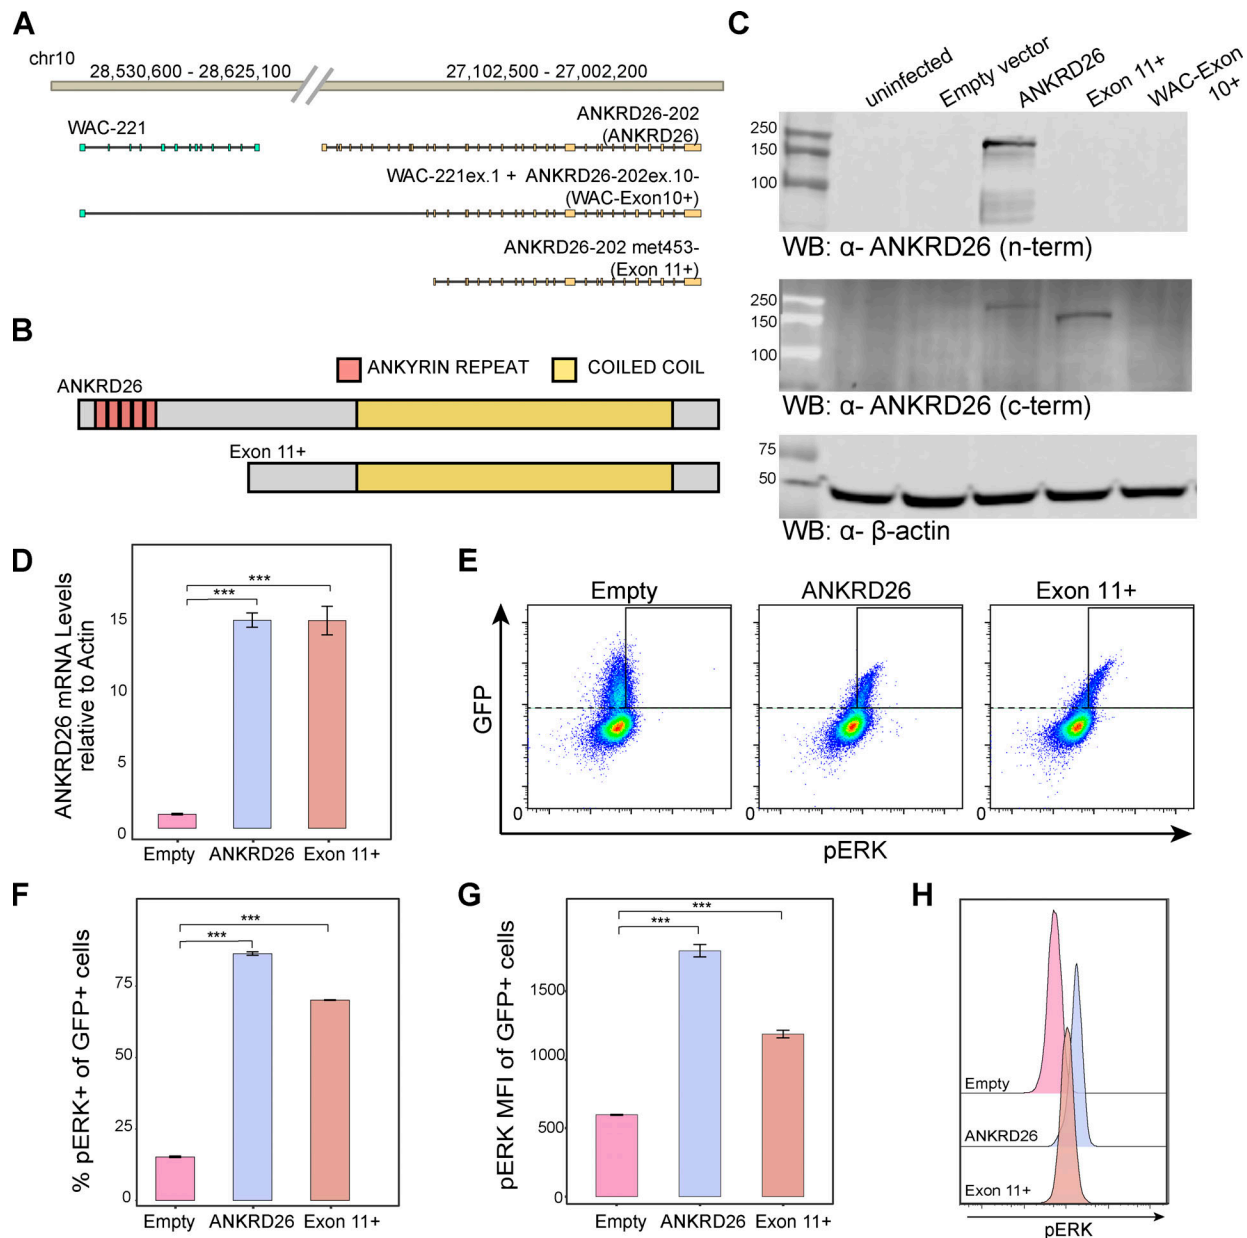 A
chr10
28,530,600 - 28,625,100
27,102,500 - 27,002,200
WAC-221
ANKRD26-202
(ANKRD26)
WAC-221ex.1 + ANKRD26-202ex.10-
(WAC-Exon10+)
ANKRD26-202 met453-
(Exon 11+)
B
ANKYRIN REPEAT
COILED COIL
ANKRD26
Exon 11+
C
uninfected
Empty vector
ANKRD26
Exon 11+
WAC-Exon
10+
250
150
100
WB: α- ANKRD26 (n-term)
250
150
100
WB: α- ANKRD26 (c-term)
75
50
WB: α- β-actin
D
ANKRD26 mRNA Levels
relative to Actin
15
10
5
0
***
***
Empty
ANKRD26
Exon 11+
E
Empty
ANKRD26
Exon 11+
GFP
0
0
0
pERK
F
% pERK+ of GFP+ cells
75
50
25
0
***
***
Empty
ANKRD26
Exon 11+
G
pERK MFI of GFP+ cells
1500
1000
500
0
***
***
Empty
ANKRD26
Exon 11+
H
Empty
ANKRD26
Exon 11+
pERK